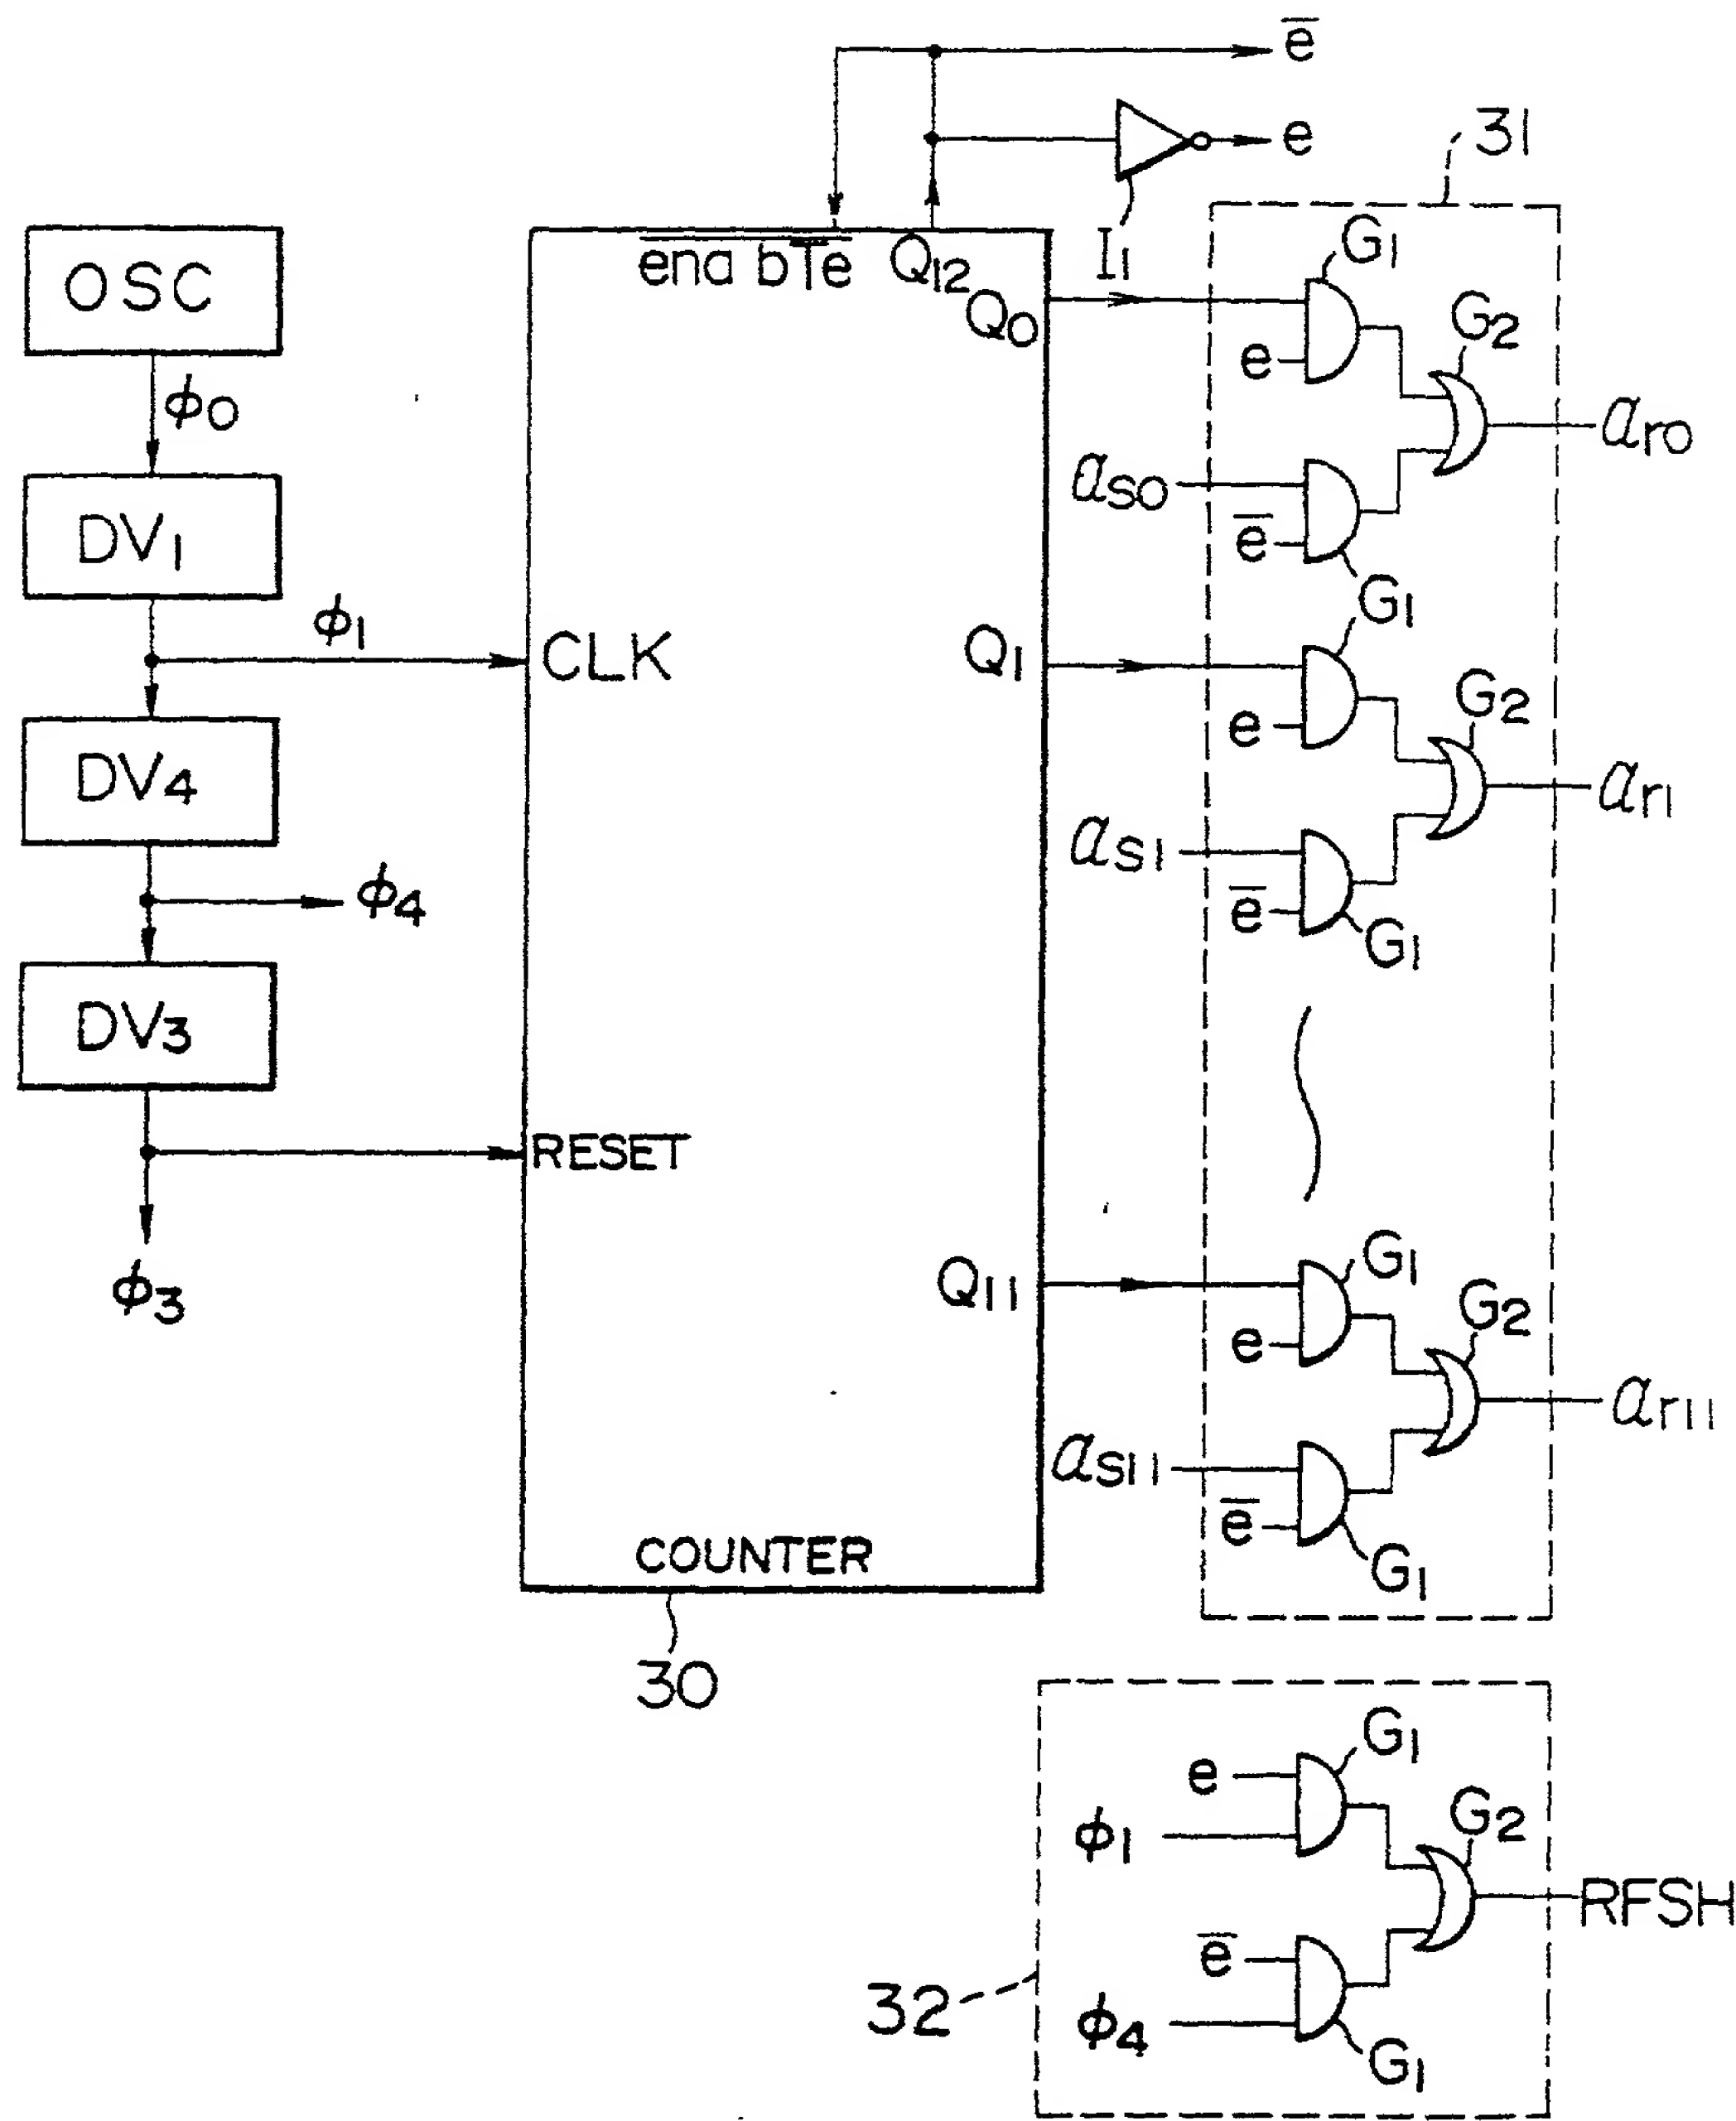 e̅
e
31
I1
OSC
ϕ0
DV1
ϕ1
DV4
ϕ4
DV3
ϕ3
enable
Q12
Q0
CLK
Q1
RESET
Q11
COUNTER
30
G1
e
G2
ar0
as0
e̅
G1
G1
e
G2
ar1
as1
e̅
G1
G1
e
G2
ar11
as11
e̅
G1
G1
e
ϕ1
G2
RFSH
e̅
ϕ4
G1
32